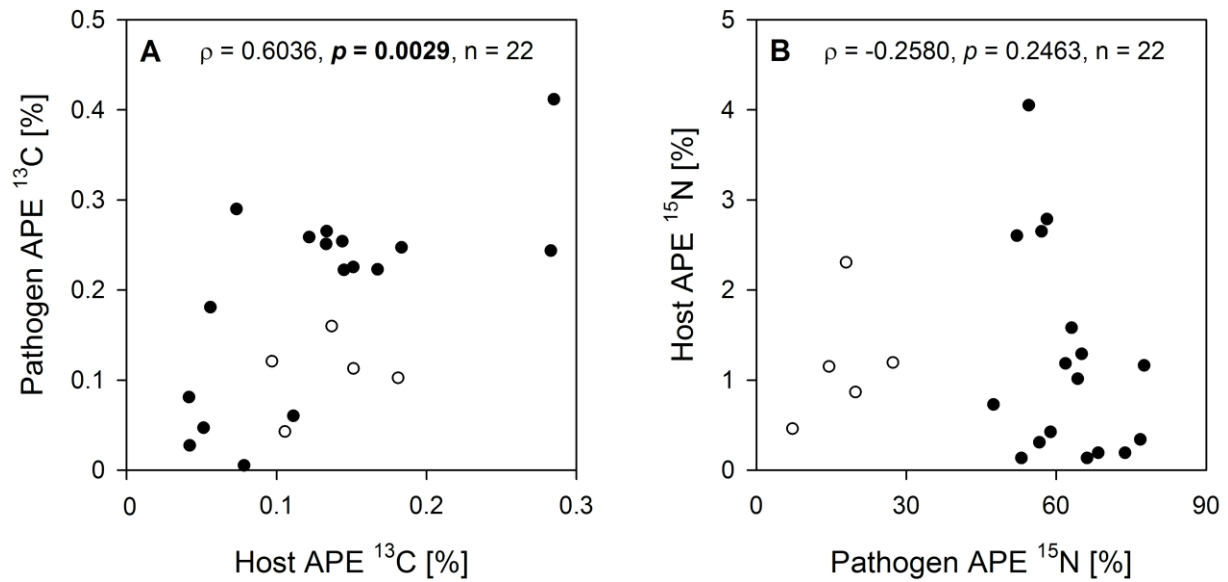 A ρ = 0.6036, p = 0.0029, n = 22
Pathogen APE ¹³C [%]
0.5
0.4
0.3
0.2
0.1
0
0 0.1 0.2 0.3
Host APE ¹³C [%]
B ρ = -0.2580, p = 0.2463, n = 22
Host APE ¹⁵N [%]
5
4
3
2
1
0
0 30 60 90
Pathogen APE ¹⁵N [%]